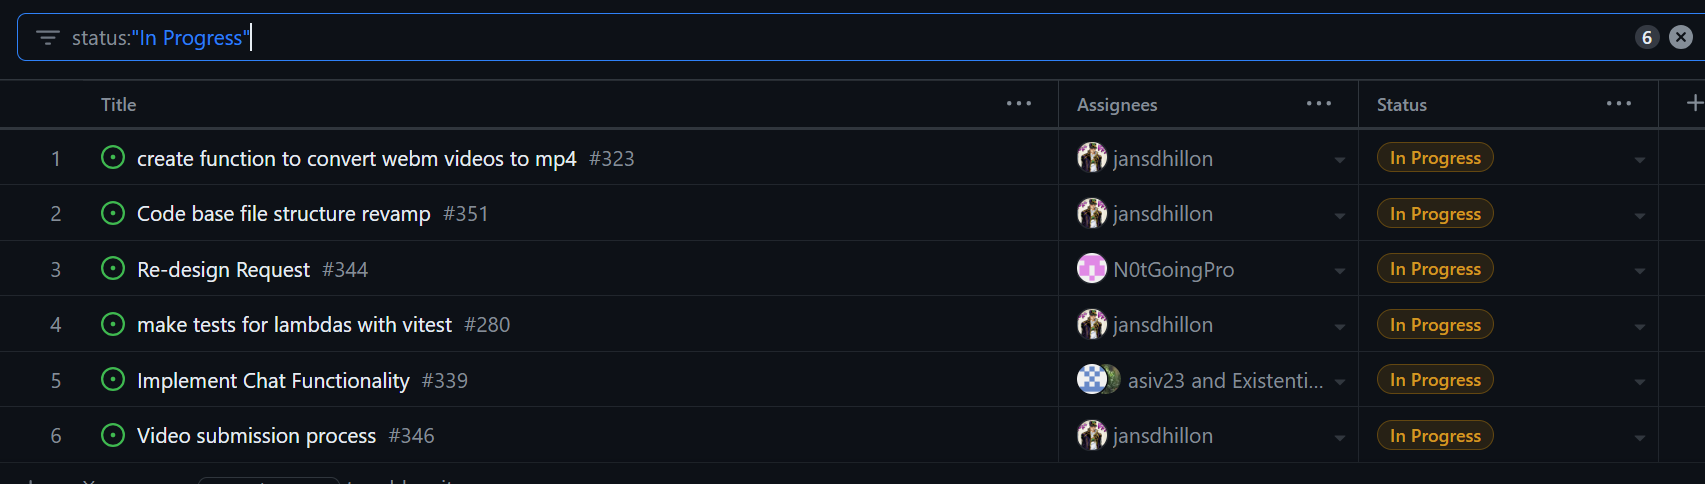 status:"In Progress" 6
Title ... Assignees ... Status ... +
1 create function to convert webm videos to mp4 #323 jansdhillon In Progress
2 Code base file structure revamp #351 jansdhillon In Progress
3 Re-design Request #344 N0tGoingPro In Progress
4 make tests for lambdas with vitest #280 jansdhillon In Progress
5 Implement Chat Functionality #339 asiv23 and Existenti... In Progress
6 Video submission process #346 jansdhillon In Progress